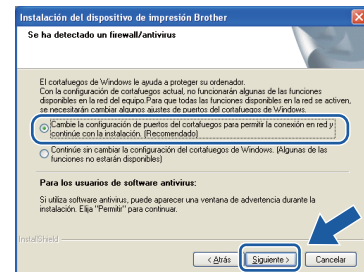 Instalación del dispositivo de impresión Brother
Se ha detectado un firewall/antivirus
El cortafuegos de Windows le ayuda a proteger su ordenador.
Con la configuración de cortafuegos actual, no funcionarán algunas de las funciones
disponibles en la red del equipo.Para que todas las funciones disponibles en la red se activen,
se necesitarán cambiar algunos ajustes de puertos del cortafuegos de Windows.
Cambie la configuración de puertos del cortafuegos para permitir la conexión en red y
continúe con la instalación. (Recomendado)
Continúe sin cambiar la configuración del cortafuegos de Windows. (Algunas de las
funciones no estarán disponibles)
Para los usuarios de software antivirus:
Si utiliza software antivirus, puede aparecer una ventana de advertencia durante la
instalación. Elija "Permitir" para continuar.
InstallShield
< Atrás Siguiente > Cancelar